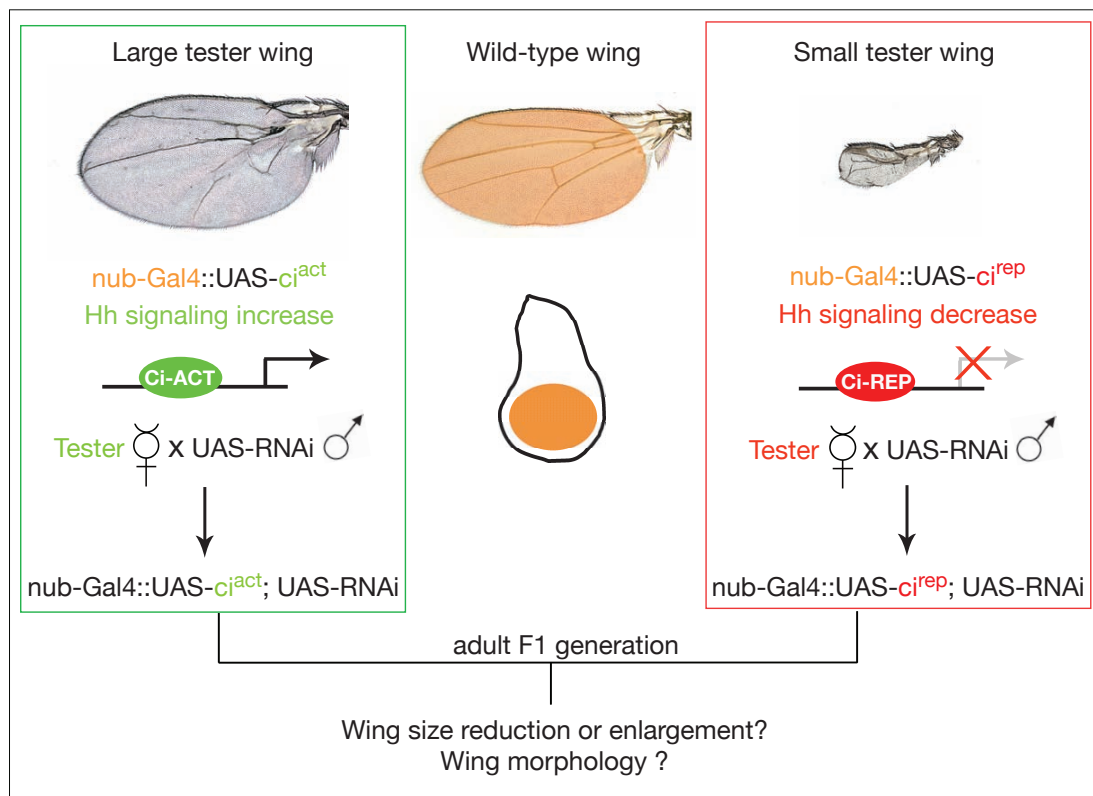 Large tester wing
nub-Gal4::UAS-ciact
Hh signaling increase
Ci-ACT
Tester x UAS-RNAi
nub-Gal4::UAS-ciact; UAS-RNAi
Wild-type wing
Small tester wing
nub-Gal4::UAS-cirep
Hh signaling decrease
Ci-REP
Tester x UAS-RNAi
nub-Gal4::UAS-cirep; UAS-RNAi
adult F1 generation
Wing size reduction or enlargement?
Wing morphology ?